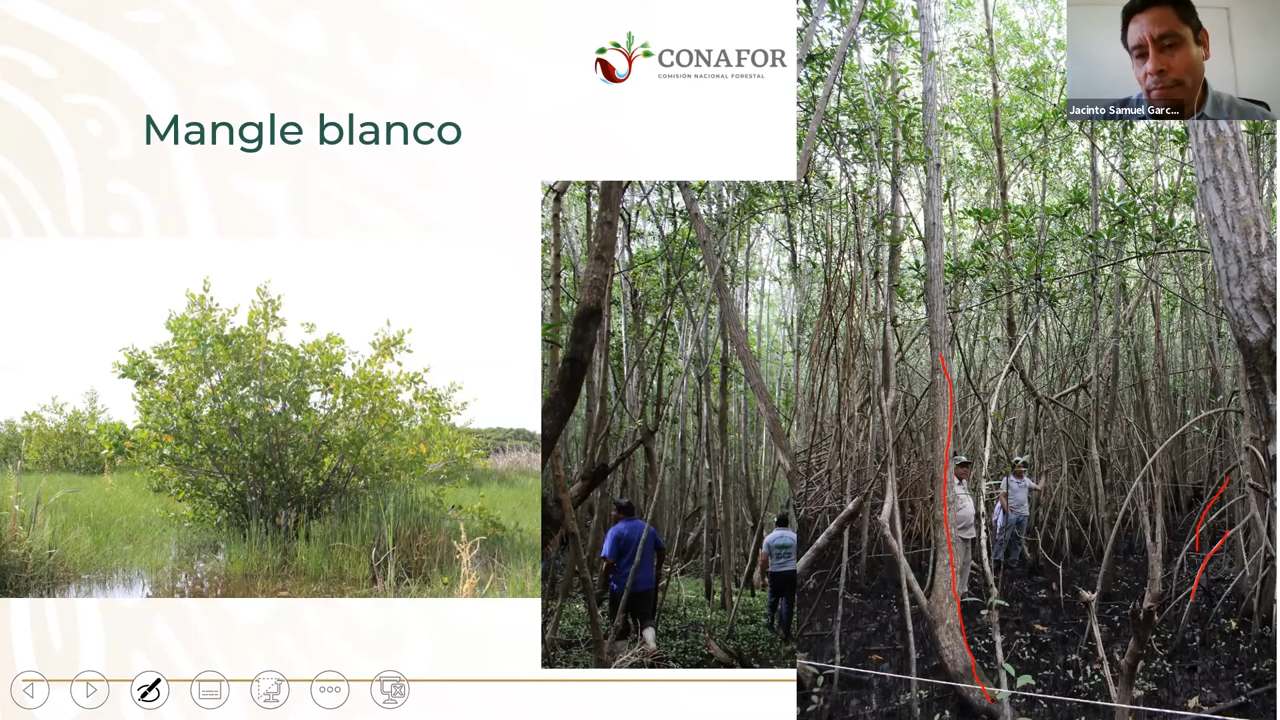 CONAFOR
COMISIÓN NACIONAL FORESTAL
Jacinto Samuel Garc...
Mangle blanco